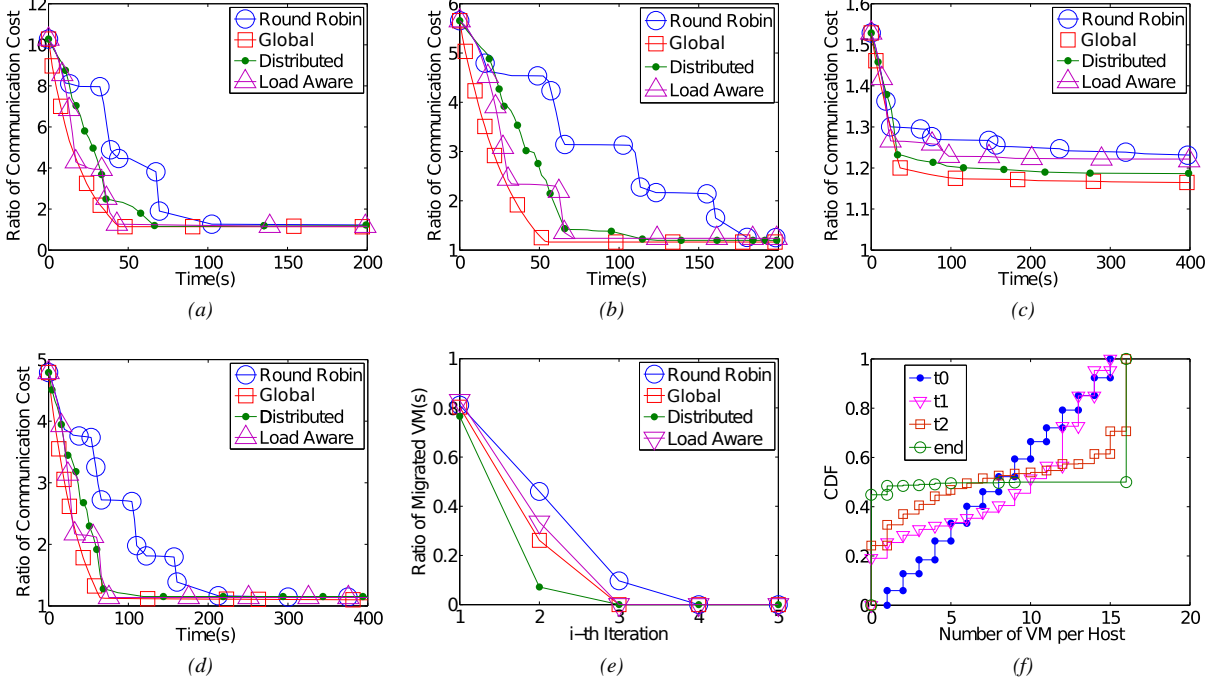 Ratio of Communication Cost
12
10
8
6
4
2
0
0 50 100 150 200
Time(s)
Round Robin
Global
Distributed
Load Aware
(a)
Ratio of Communication Cost
6
5
4
3
2
1
0 50 100 150 200
Time(s)
Round Robin
Global
Distributed
Load Aware
(b)
Ratio of Communication Cost
1.6
1.5
1.4
1.3
1.2
1.1
1
0 100 200 300 400
Time(s)
Round Robin
Global
Distributed
Load Aware
(c)
Ratio of Communication Cost
5
4
3
2
1
0 100 200 300 400
Time(s)
Round Robin
Global
Distributed
Load Aware
(d)
Ratio of Migrated VM(s)
1
0.8
0.6
0.4
0.2
0
1 2 3 4 5
i-th Iteration
Round Robin
Global
Distributed
Load Aware
(e)
CDF
1
0.8
0.6
0.4
0.2
0
0 5 10 15 20
Number of VM per Host
t0
t1
t2
end
(f)